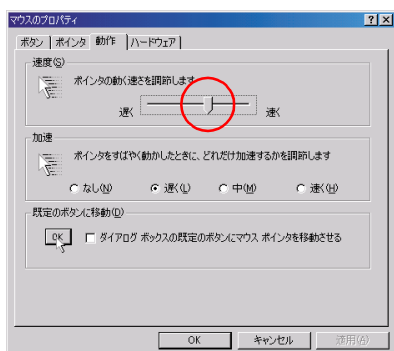 マウスのプロパティ
ボタン ポインタ 動作 ハードウェア
速度(S)
ポインタの動く速さを調節します
遅く 速く
加速
ポインタをすばやく動かしたときに、どれだけ加速するかを調節します
なし(N) 遅く(L) 中(M) 速く(H)
既定のボタンに移動(D)
OK ダイアログ ボックスの既定のボタンにマウス ポインタを移動させる
OK キャンセル 適用(A)